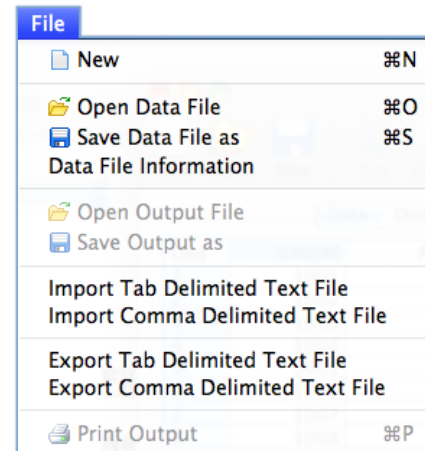 File
New ⌘N
Open Data File ⌘O
Save Data File as ⌘S
Data File Information
Open Output File
Save Output as
Import Tab Delimited Text File
Import Comma Delimited Text File
Export Tab Delimited Text File
Export Comma Delimited Text File
Print Output ⌘P